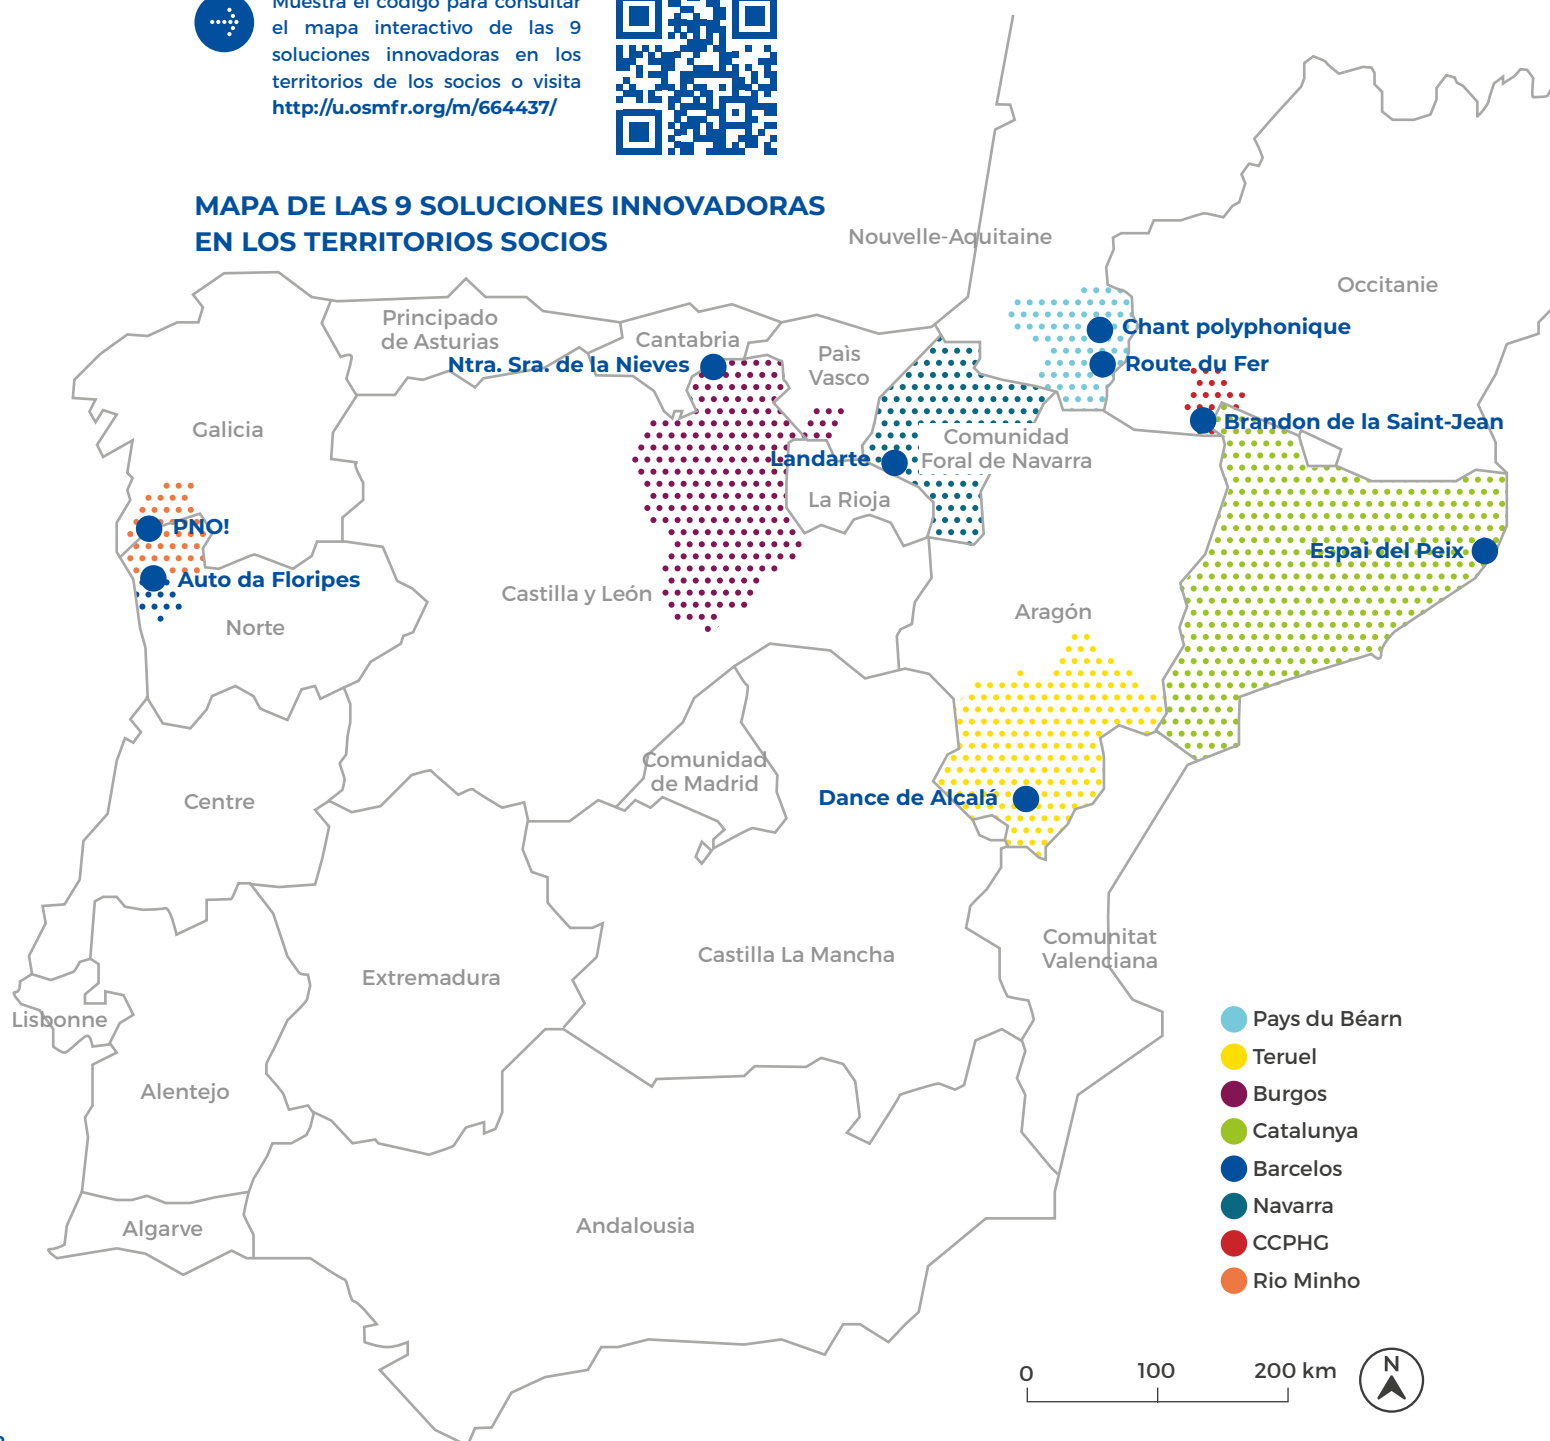 Muestra el código para consultar
el mapa interactivo de las 9
soluciones innovadoras en los
territorios de los socios o visita
http://u.osmfr.org/m/664437/
MAPA DE LAS 9 SOLUCIONES INNOVADORAS
EN LOS TERRITORIOS SOCIOS
Nouvelle-Aquitaine
Occitanie
Principado
de Asturias
Cantabria
Paìs
Vasco
Chant polyphonique
Route du Fer
Ntra. Sra. de la Nieves
Galicia
Brandon de la Saint-Jean
Comunidad
Foral de Navarra
Landarte
La Rioja
PNO!
Espai del Peix
Auto da Floripes
Castilla y León
Aragón
Norte
Comunidad
de Madrid
Centre
Dance de Alcalá
Comunitat
Valenciana
Castilla La Mancha
Extremadura
Lisbonne
Alentejo
Algarve
Andalousia
Pays du Béarn
Teruel
Burgos
Catalunya
Barcelos
Navarra
CCPHG
Rio Minho
0
100
200 km
N